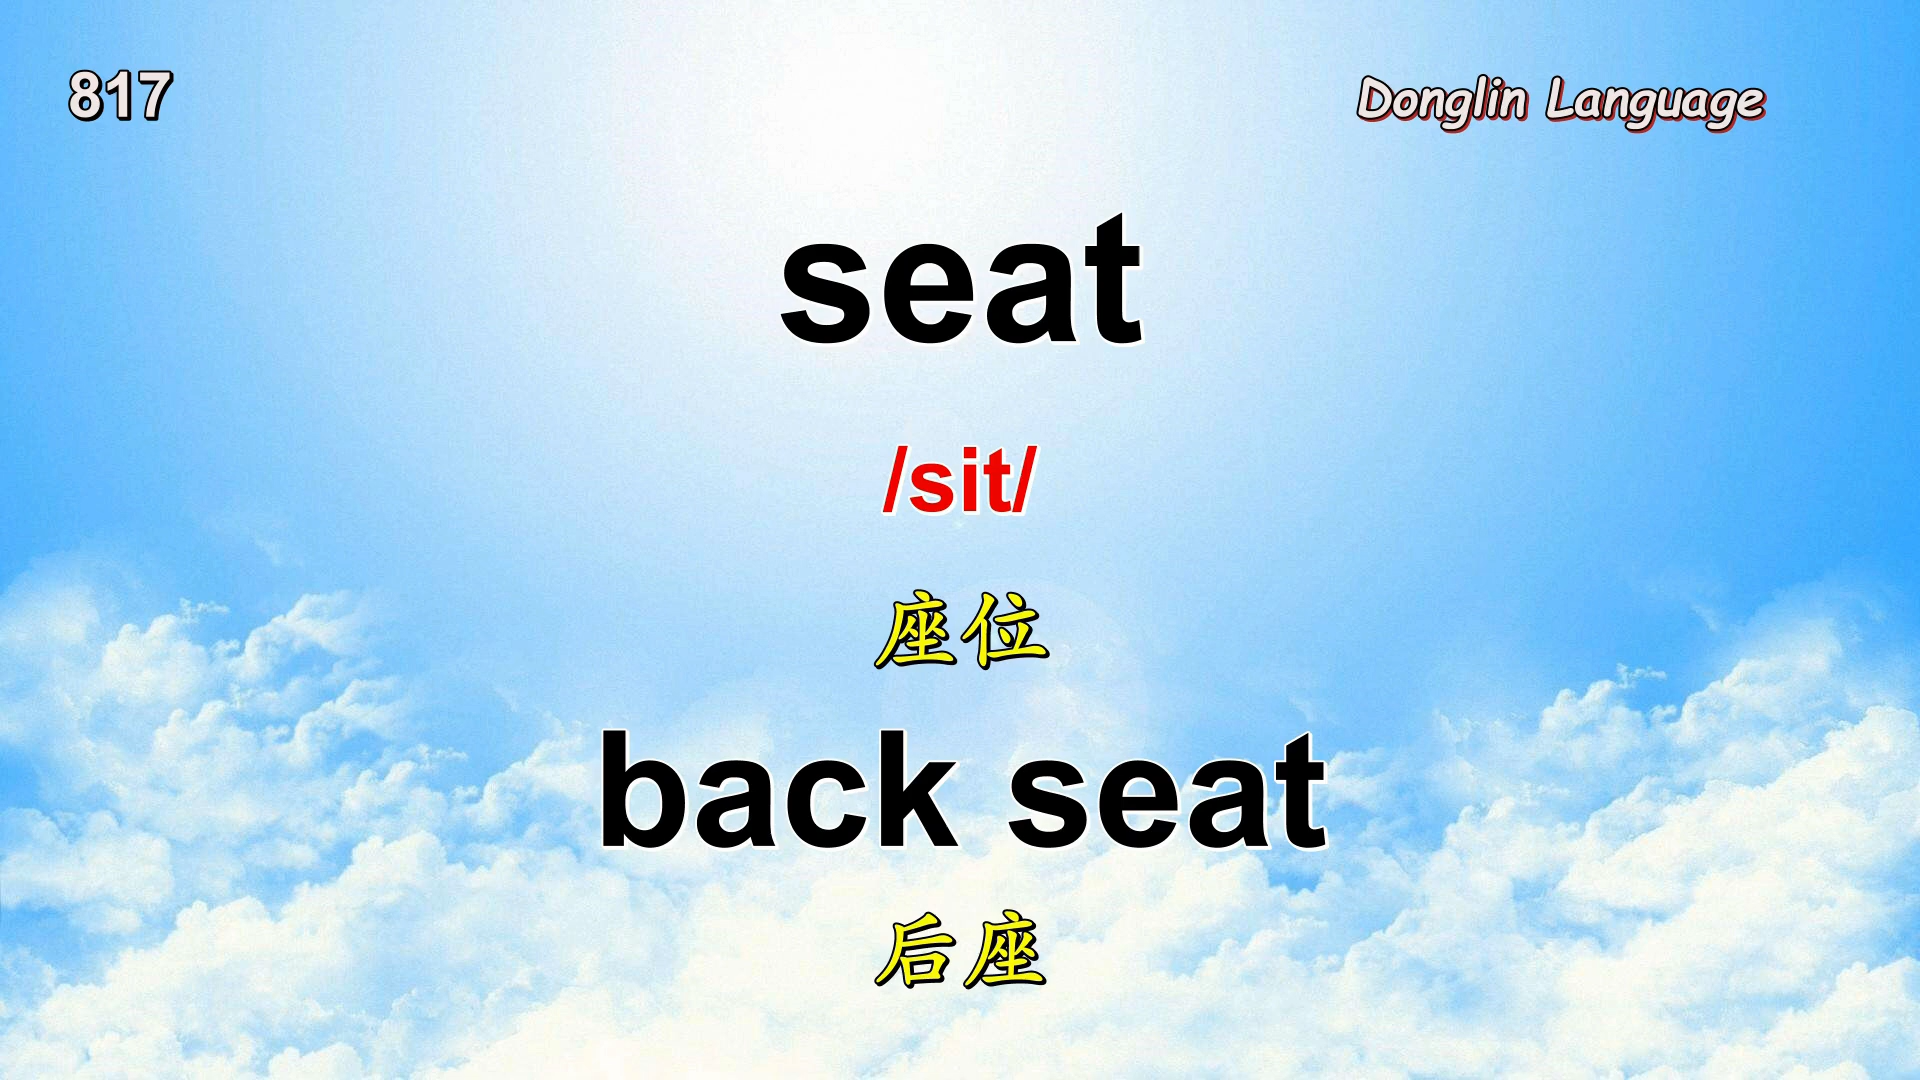 817
Donglin Language
seat
/sit/
座位
back seat
后座